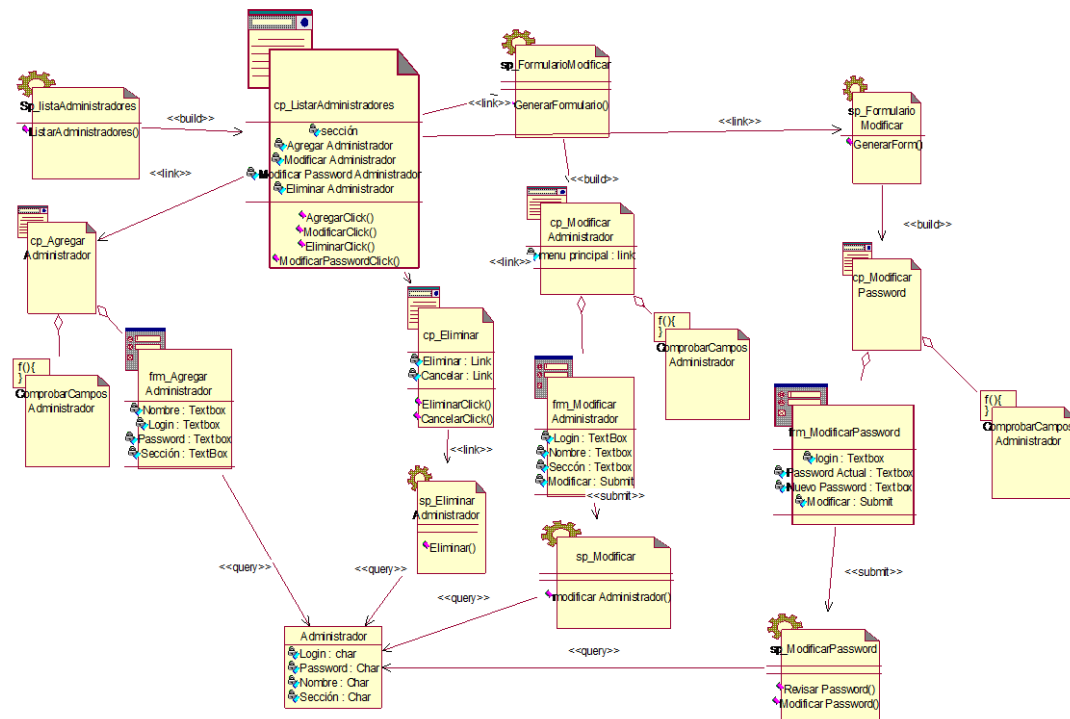 Sp_listaAdministradores
ListarAdministradores()
<<build>>
<<link>>
cp_ListarAdministradores
sección
Agregar Administrador
Modificar Administrador
Modificar Password Administrador
Eliminar Administrador
AgregarClick()
ModificarClick()
EliminarClick()
ModificarPasswordClick()
<<link>>
sp_FormularioModificar
GenerarFormulario()
<<link>>
sp_Formulario
Modificar
GenerarForm()
<<build>>
<<build>>
cp_Agregar
Administrador
f(){
}
ComprobarCampos
Administrador
frm_Agregar
Administrador
Nombre : Textbox
Login : Textbox
Password : Textbox
Sección : TextBox
<<link>>
cp_Eliminar
Eliminar : Link
Cancelar : Link
EliminarClick()
CancelarClick()
<<link>>
sp_Eliminar
Administrador
Eliminar()
cp_Modificar
Administrador
menu principal : link
f(){
}
ComprobarCampos
Administrador
frm_Modificar
Administrador
Login : TextBox
Nombre : Textbox
Seccón : Textbox
Modificar : Submit
<<submit>>
sp_Modificar
modificar Administrador()
cp_Modificar
Password
f(){
}
ComprobarCampos
Administrador
frm_ModificarPassword
login : Textbox
Password Actual : Textbox
Nuevo Password : Textbox
Modificar : Submit
<<submit>>
sp_ModificarPassword
Revisar Password()
Modificar Password()
<<query>>
<<query>>
<<query>>
<<query>>
Administrador
Login : char
Password : Char
Nombre : Char
Sección : Char